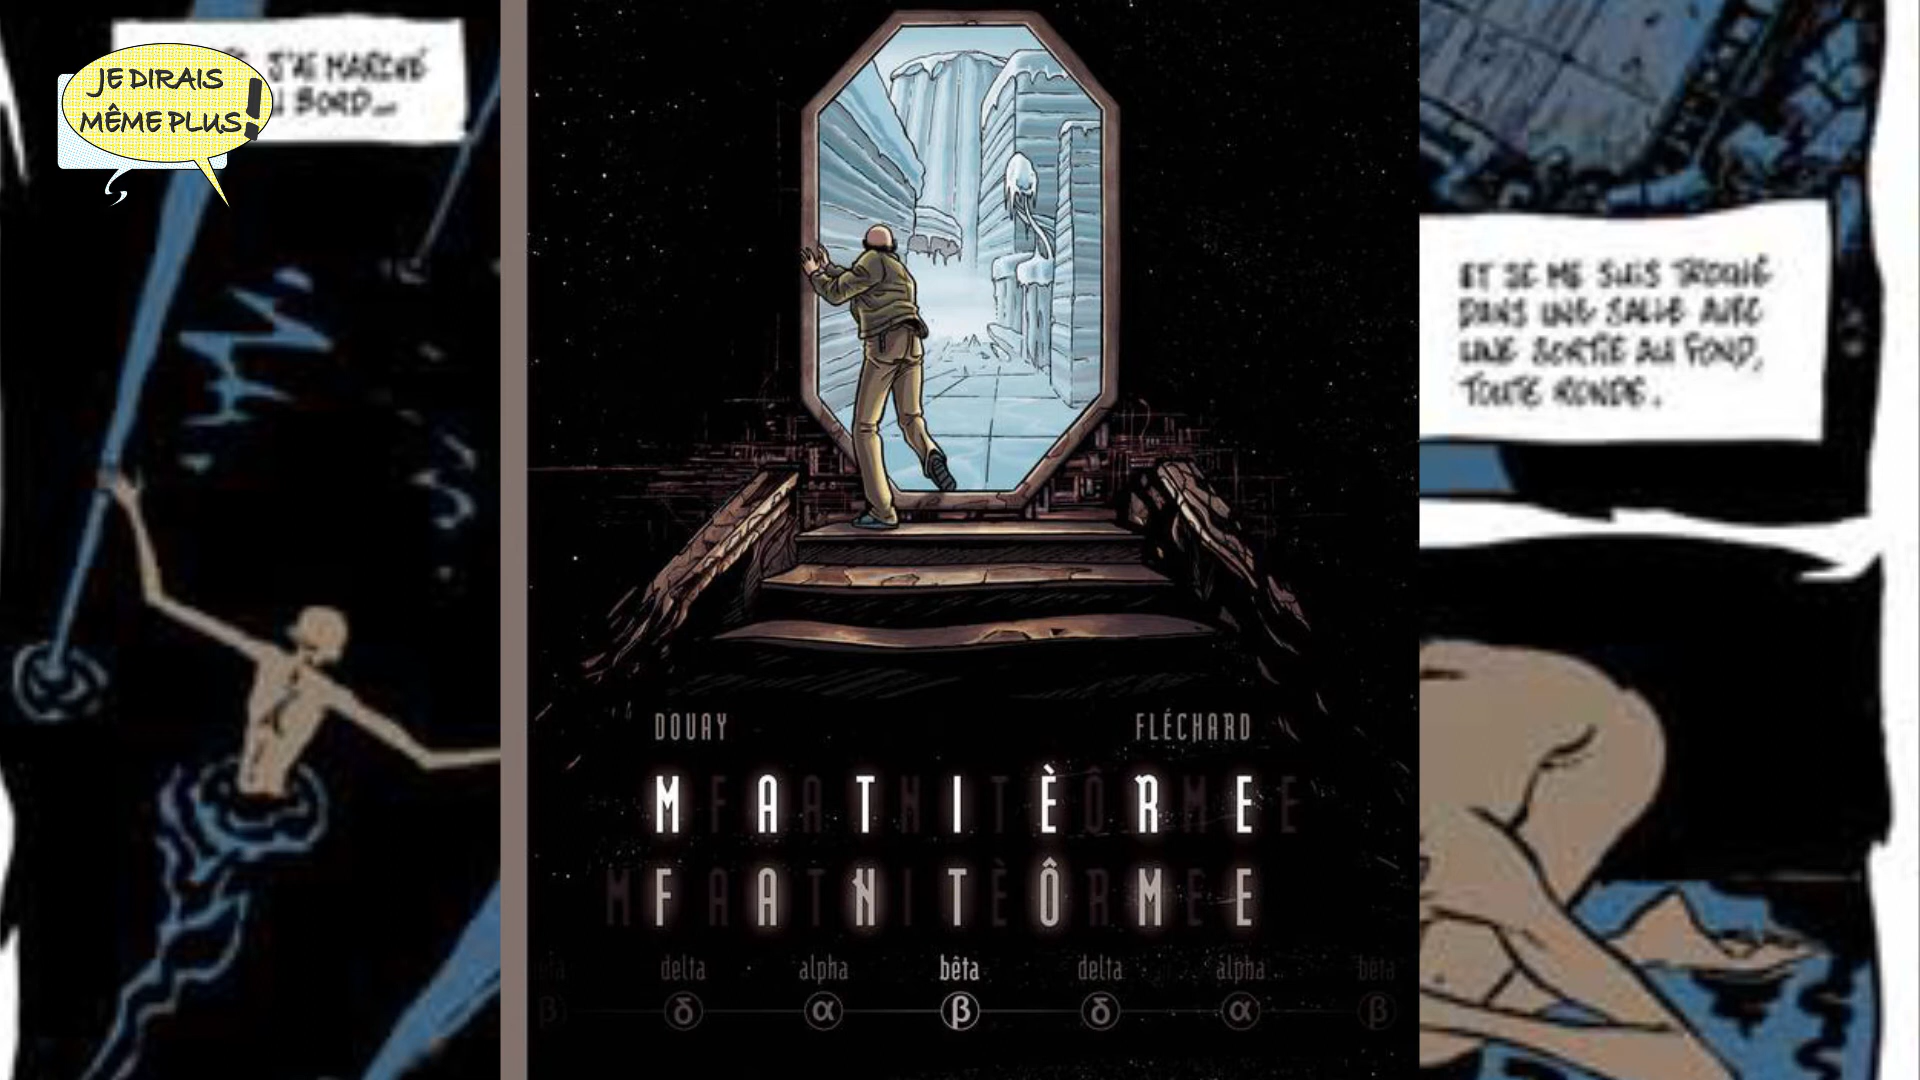 J'AI MARCHÉ
BORD...
JE DIRAIS
MÊME PLUS!
ET JE ME SUIS TROUVÉ
DANS UNE SALLE AVEC
UNE SORTIE AU FOND,
TOUTE RONDE.
DOUAY
FLÉCHARD
MATIÈRE
FANTÔME
bêta delta alpha bêta delta alpha bêta
β δ α β δ α β